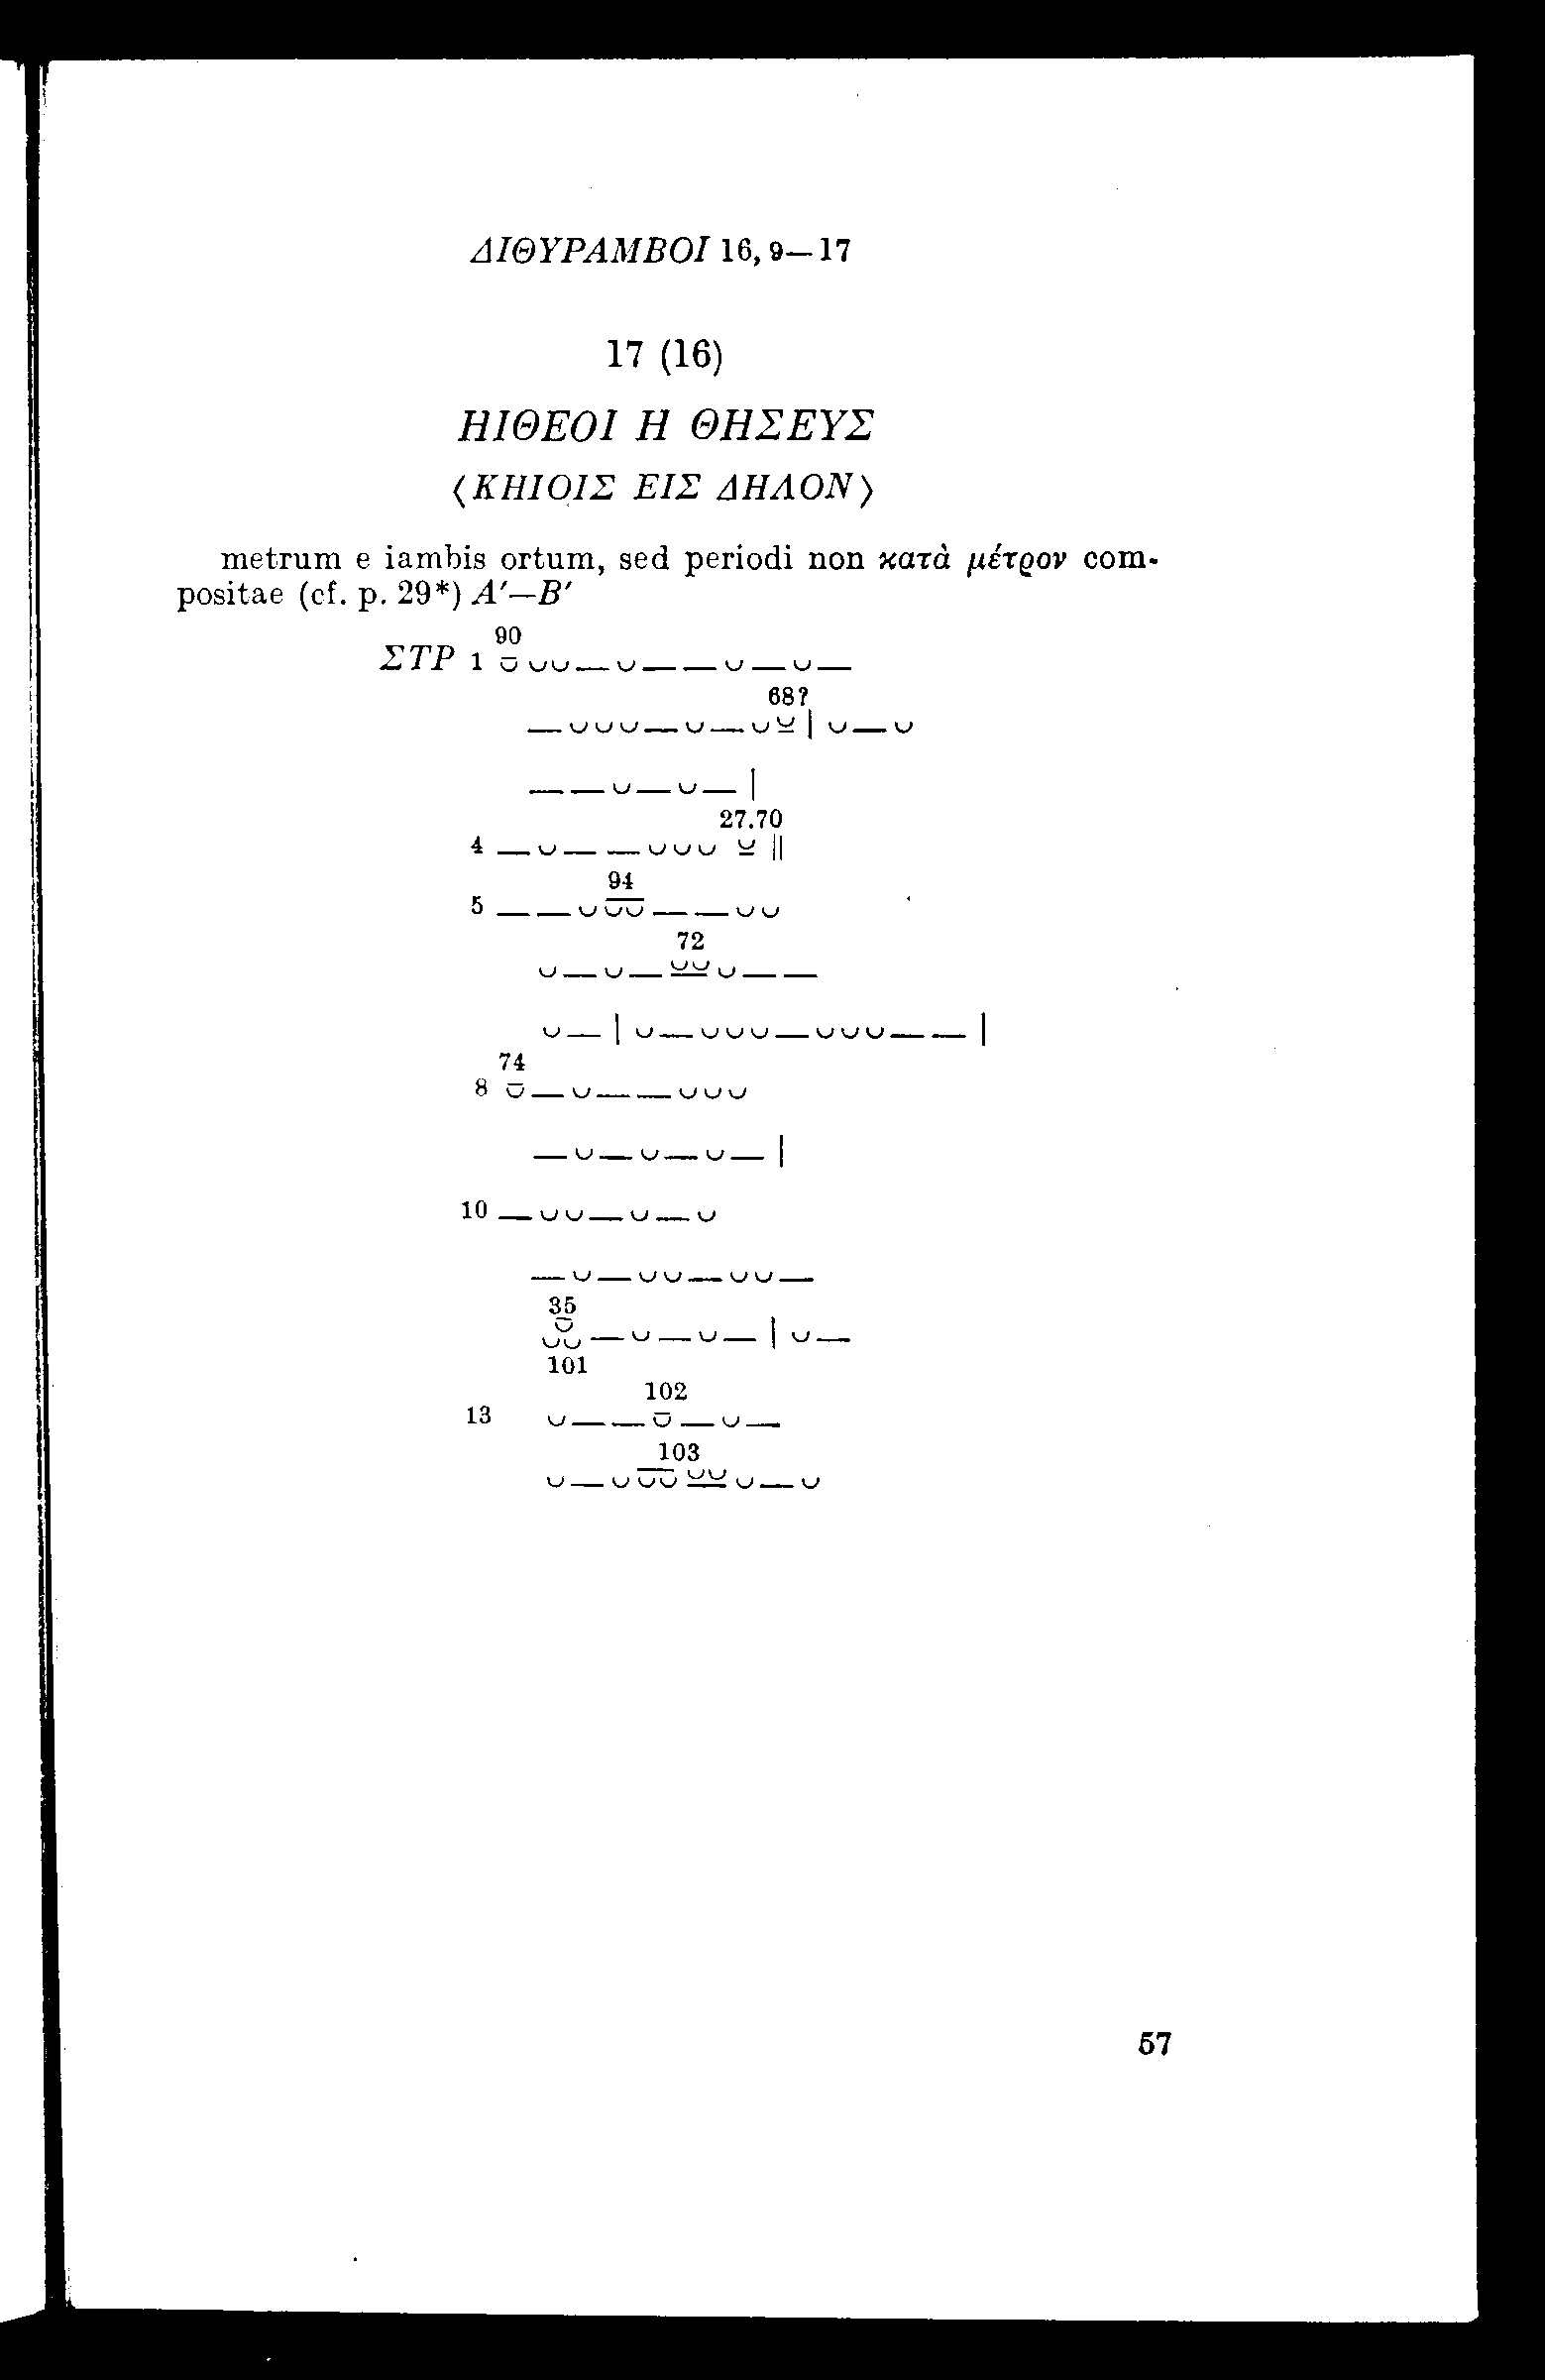 ΔΙΘΥΡΑΜΒΟΙ 16, 9—17
17 (16)
ΗΙΘΕΟΙ Η ΘΗΣΕΥΣ
⟨ΚΗΙΟΙΣ ΕΙΣ ΔΗΛΟΝ⟩
metrum e iambis ortum, sed periodi non κατὰ μέτρον com-
positae (cf. p. 29*) Α′—Β′
90
ΣΤΡ 1 ⏓ ⏑⏑—⏑— —⏑—⏑—
68?
—⏑⏑⏑—⏑—⏑⏒ | ⏑—⏑
— —⏑—⏑— |
27.70
4 —⏑— —⏑⏑⏑ ⏒ ||
94
5 — —⏑⏔— —⏑⏑
72
⏑—⏑—⏕⏑— —
⏑— | ⏑—⏑⏑⏑—⏑⏑⏑— — |
74
8 ⏓—⏑— —⏑⏑⏑
—⏑—⏑—⏑— |
10 —⏑⏑—⏑—⏑
—⏑—⏑⏑—⏑⏑—
35
⏓
⏑⏑—⏑—⏑— | ⏑—
101
102
13 ⏑— —⏓—⏑—
103
⏑—⏑⏔⏕⏑—⏑
57